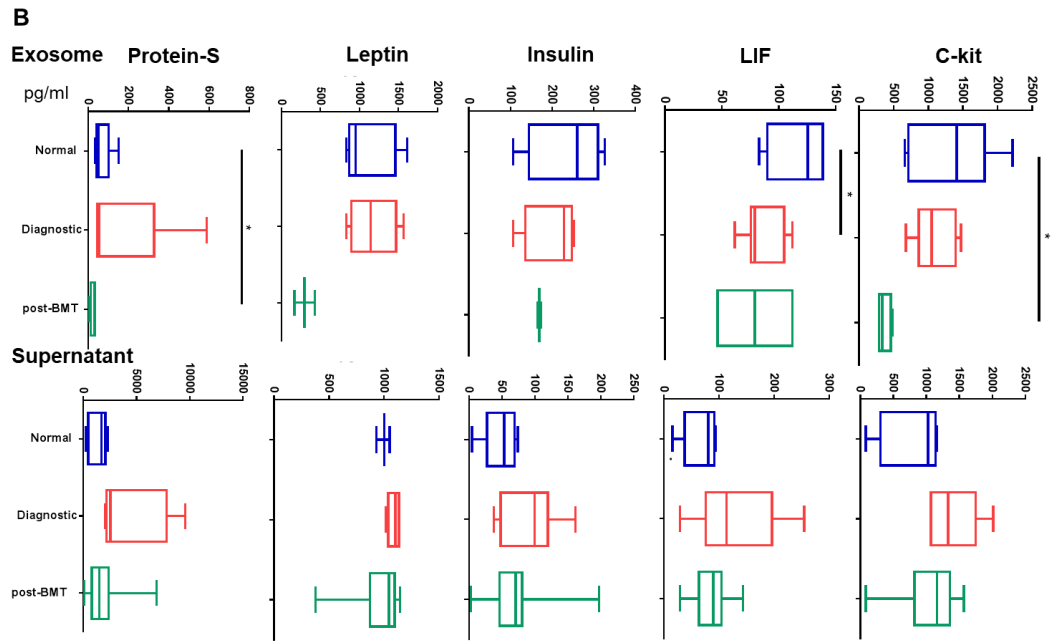 B
Exosome Protein-S Leptin Insulin LIF C-kit
pg/ml 0 200 400 600 800
0 500 1000 1500 2000
0 100 200 300 400
0 50 100 150
0 500 1000 1500 2000 2500
Normal
Diagnostic
post-BMT
*
*
*
Supernatant
0 5000 10000 15000
0 500 1000 1500
0 50 100 150 200 250
0 100 200 300
0 500 1000 1500 2000 2500
Normal
Diagnostic
post-BMT